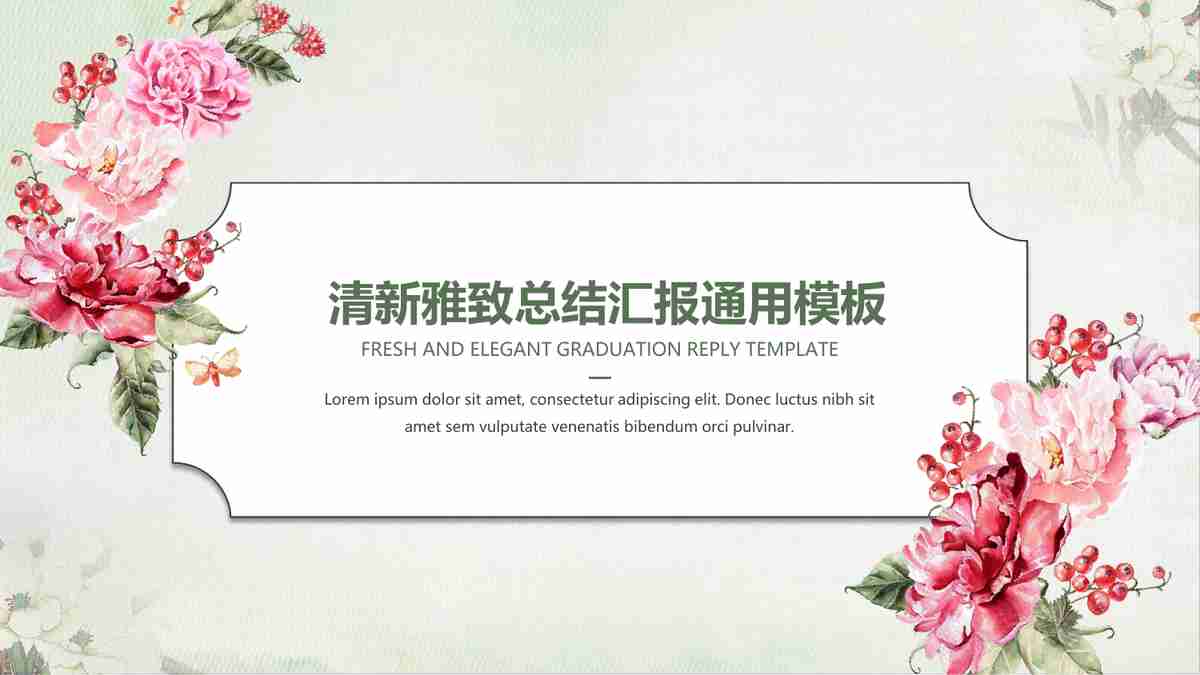 清新雅致总结汇报通用模板
FRESH AND ELEGANT GRADUATION REPLY TEMPLATE
Lorem ipsum dolor sit amet, consectetur adipiscing elit. Donec luctus nibh sit
amet sem vulputate venenatis bibendum orci pulvinar.